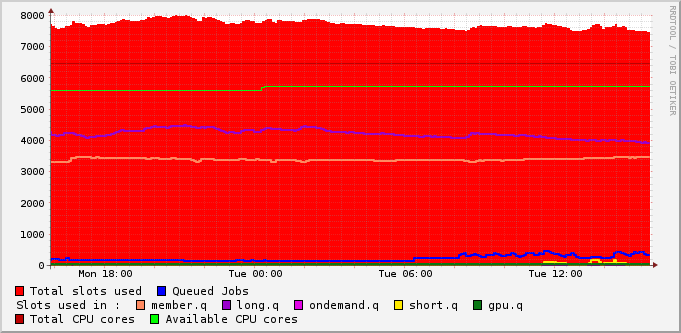 8000
7000
6000
5000
4000
3000
2000
1000
0
Mon 18:00 Tue 00:00 Tue 06:00 Tue 12:00
RRDTOOL / TOBI OETIKER
Total slots used Queued Jobs
Slots used in : member.q long.q ondemand.q short.q gpu.q
Total CPU cores Available CPU cores